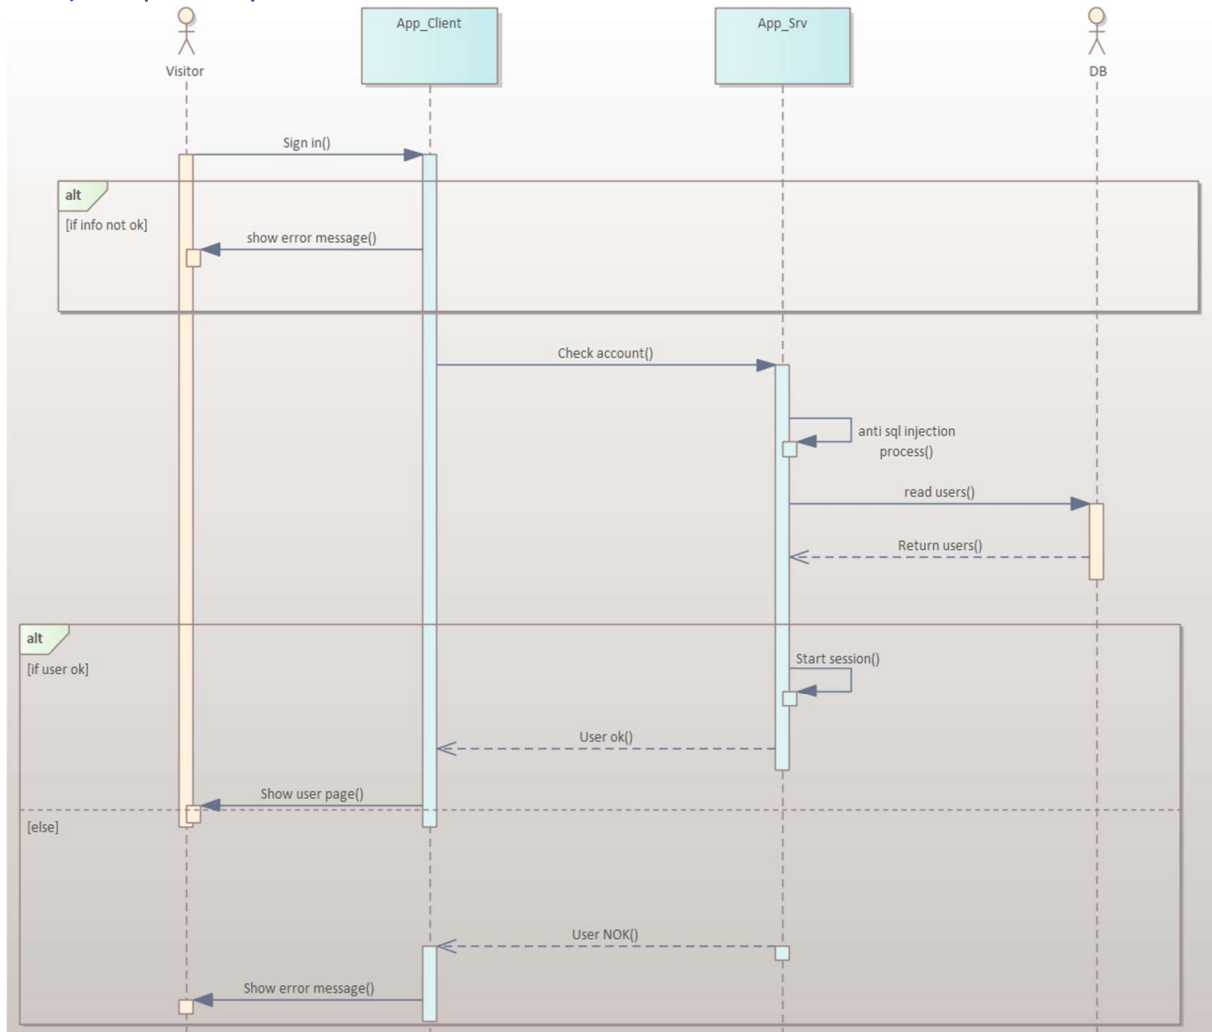 App_Client
App_Srv
Visitor
DB
Sign in()
alt
[if info not ok]
show error message()
Check account()
anti sql injection
process()
read users()
Return users()
alt
[if user ok]
Start session()
User ok()
Show user page()
[else]
User NOK()
Show error message()